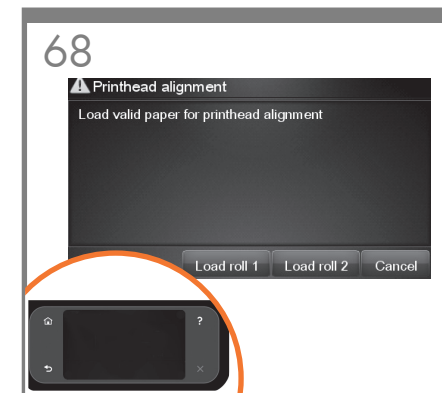 68
Printhead alignment
Load valid paper for printhead alignment
Load roll 1 Load roll 2 Cancel
?